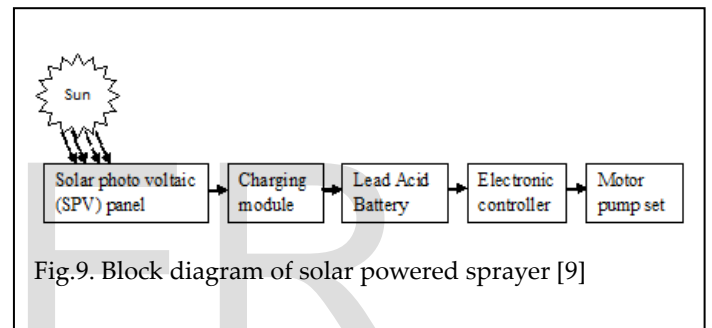 Sun
Solar photo voltaic
(SPV) panel
Charging
module
Lead Acid
Battery
Electronic
controller
Motor
pump set
Fig.9. Block diagram of solar powered sprayer [9]